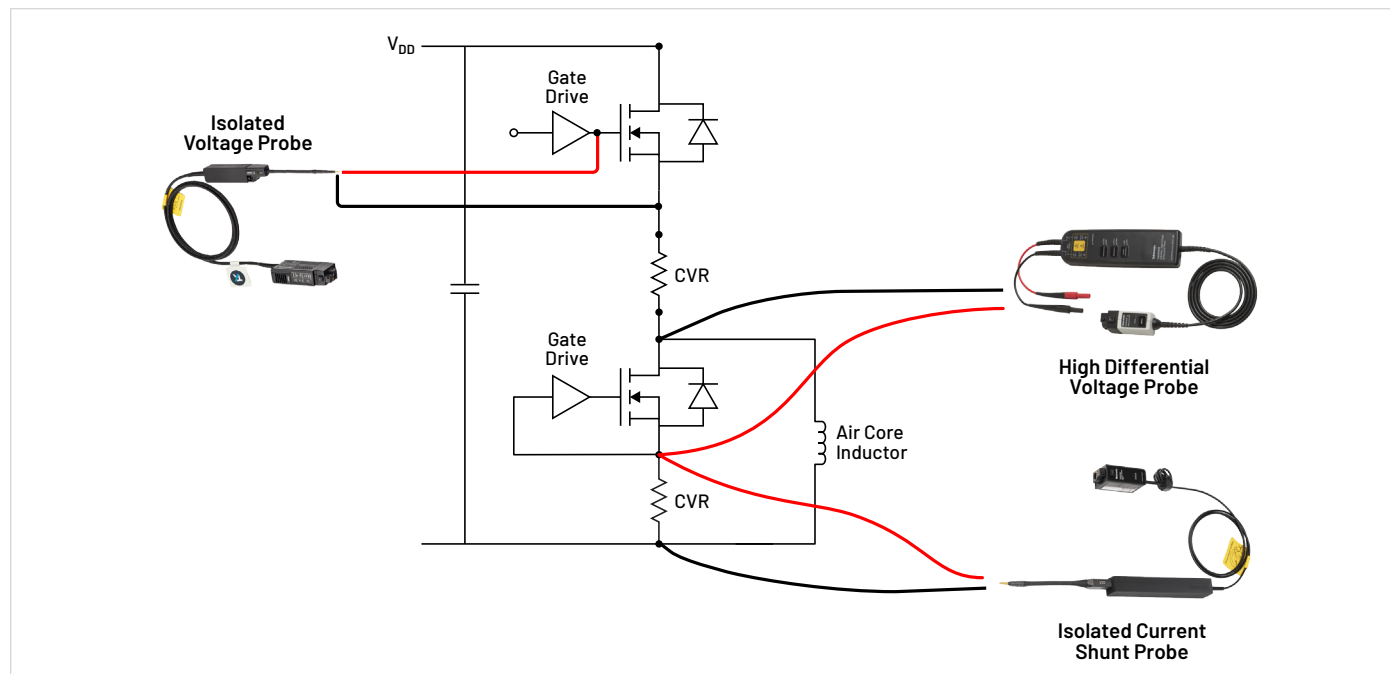 V_DD
Gate
Drive
Isolated
Voltage Probe
CVR
Gate
Drive
High Differential
Voltage Probe
Air Core
Inductor
CVR
Isolated Current
Shunt Probe